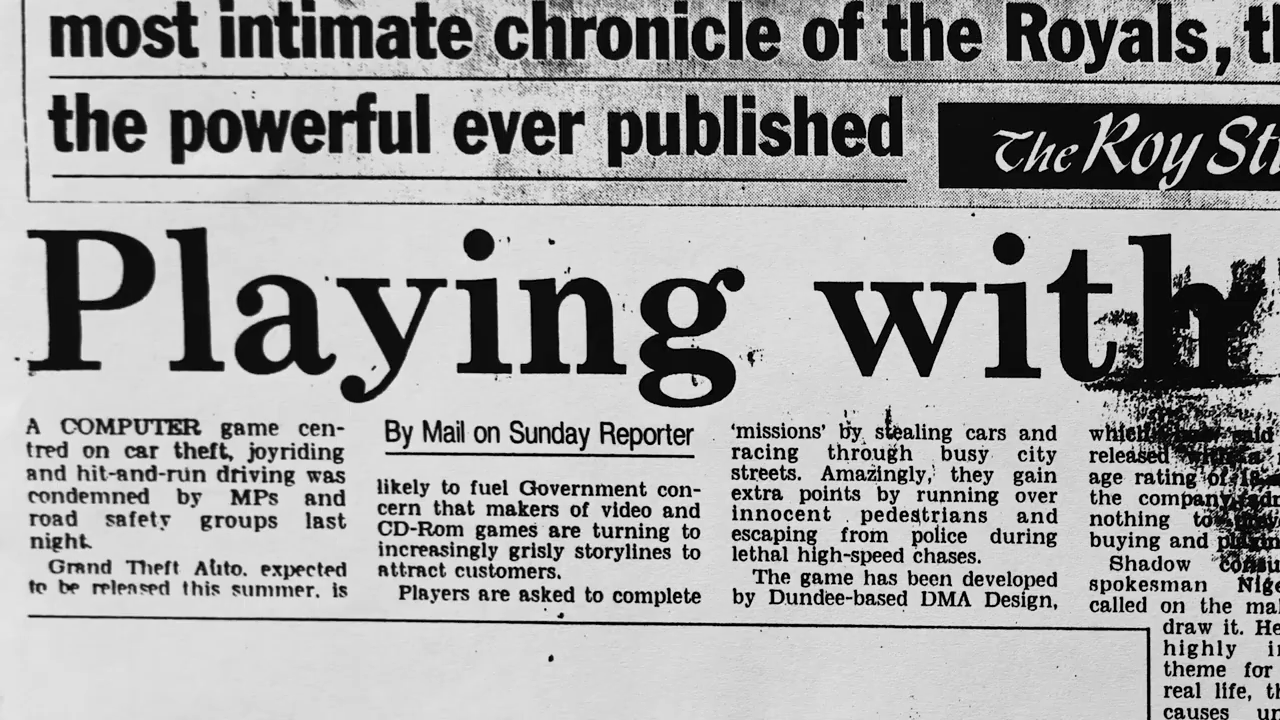 most intimate chronicle of the Royals,
the powerful ever published
The Roy
Playing with
A COMPUTER game cen-
tred on car theft, joyriding
and hit-and-run driving was
condemned by MPs and
road safety groups last
night.
Grand Theft Auto, expected
to be released this summer, is
By Mail on Sunday Reporter
likely to fuel Government con-
cern that makers of video and
CD-Rom games are turning to
increasingly grisly storylines to
attract customers.
Players are asked to complete
'missions' by stealing cars and
racing through busy city
streets. Amazingly, they gain
extra points by running over
innocent pedestrians and
escaping from police during
lethal high-speed chases.
The game has been developed
by Dundee-based DMA Design,
which
released
age rating of
the company
nothing to
buying and
Shadow
spokesman
called on the
draw it. He
highly
theme for
real life,
causes